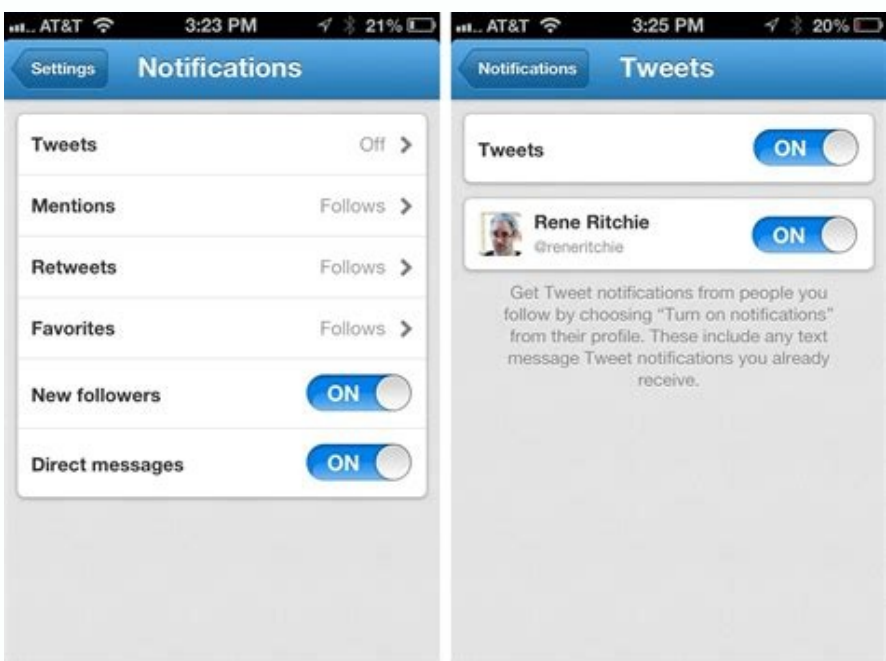 AT&T 3:23 PM 21%
Settings Notifications
Tweets Off
Mentions Follows
Retweets Follows
Favorites Follows
New followers ON
Direct messages ON
AT&T 3:25 PM 20%
Notifications Tweets
Tweets ON
Rene Ritchie ON
@reneritchie
Get Tweet notifications from people you
follow by choosing “Turn on notifications”
from their profile. These include any text
message Tweet notifications you already
receive.